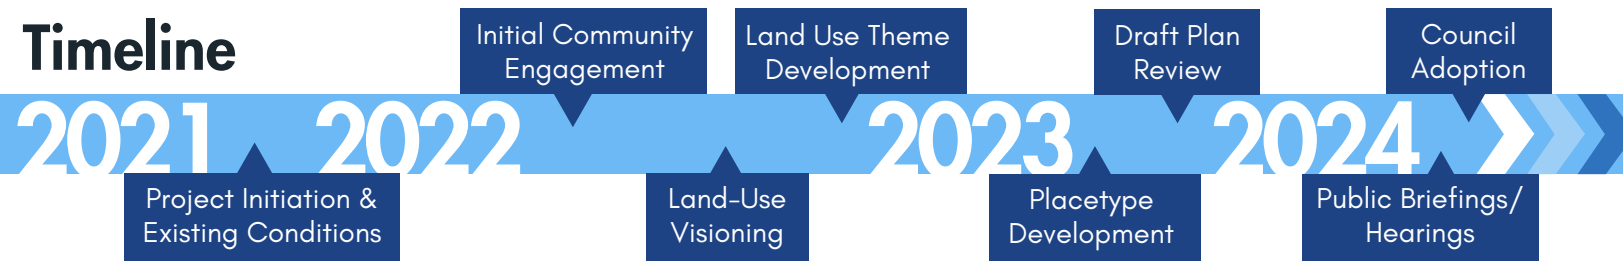 Timeline
Initial Community
Engagement
Land Use Theme
Development
Draft Plan
Review
Council
Adoption
2021
2022
2023
2024
Project Initiation &
Existing Conditions
Land-Use
Visioning
Placetype
Development
Public Briefings/
Hearings